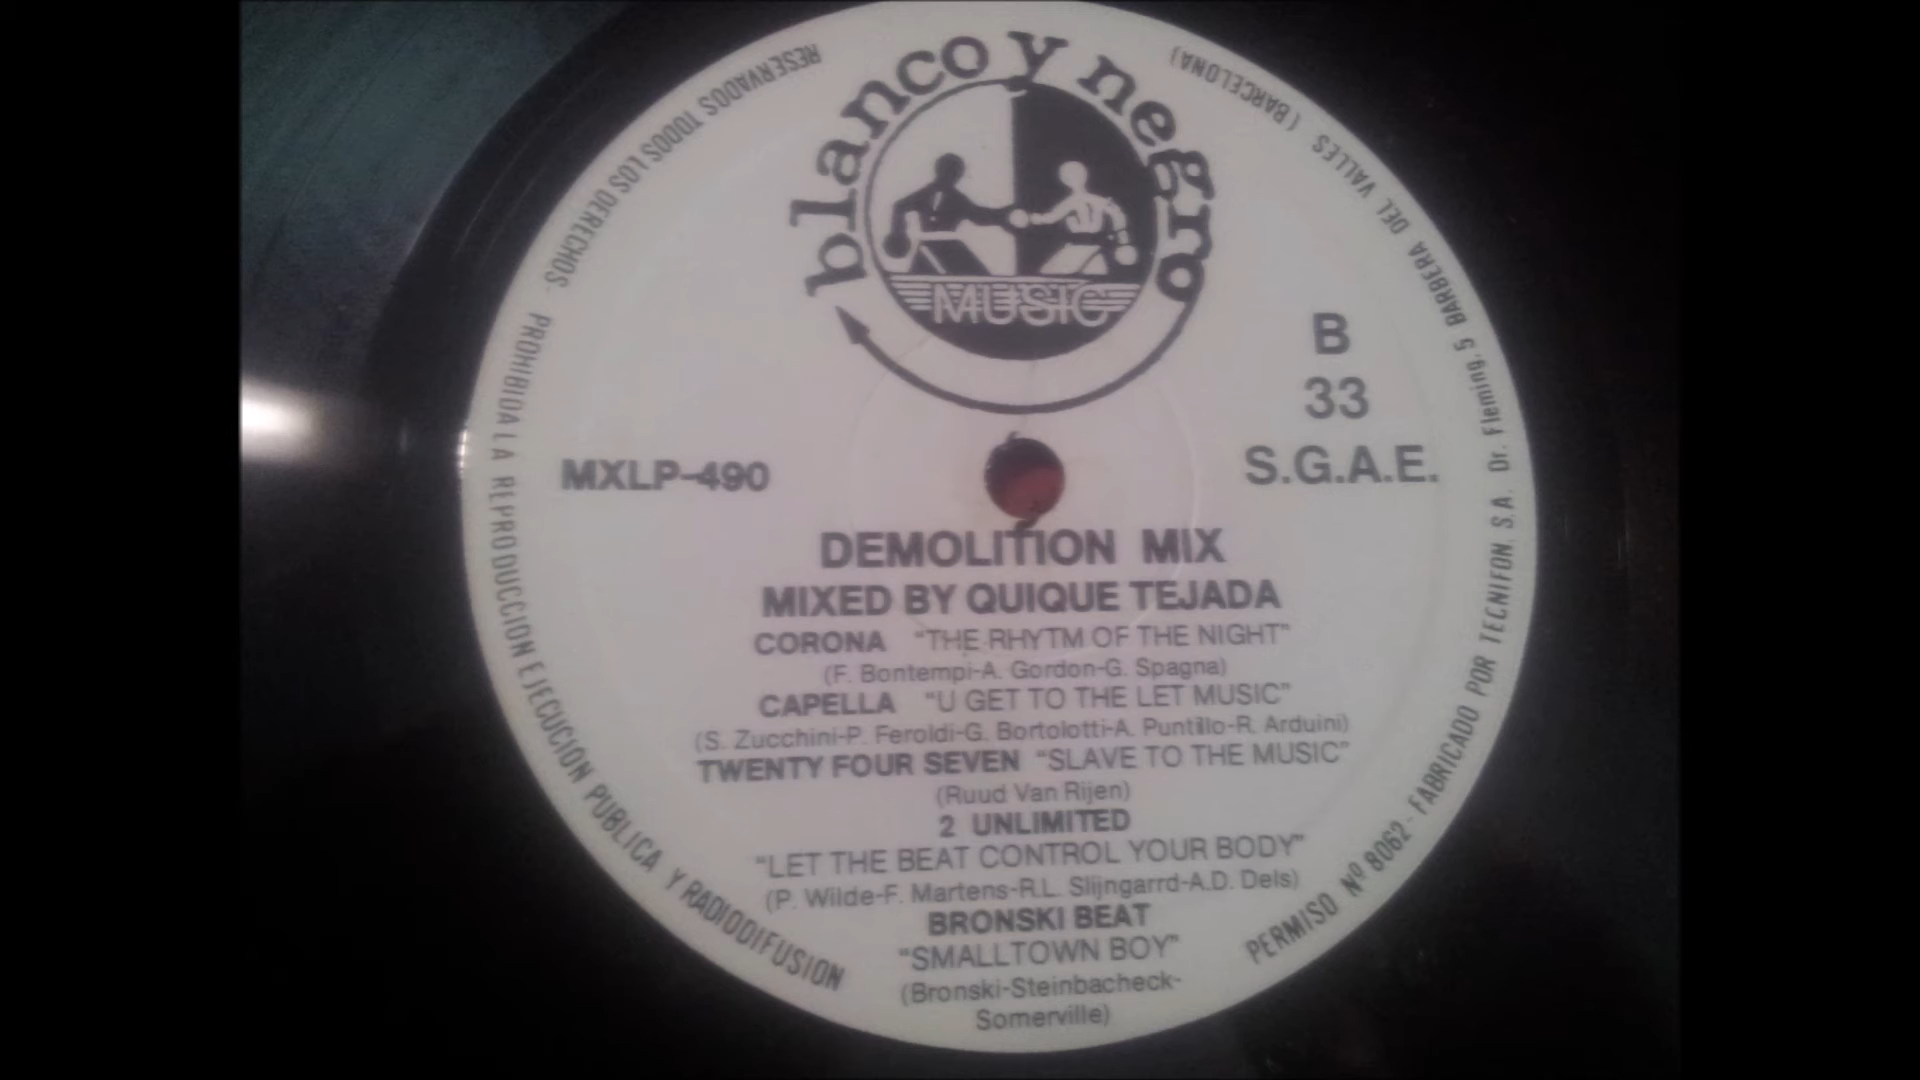 blanco y negro
MUSIC
B
33
S.G.A.E.
MXLP-490
DEMOLITION MIX
MIXED BY QUIQUE TEJADA
CORONA "THE RHYTM OF THE NIGHT"
(F. Bontempi-A. Gordon-G. Spagna)
CAPELLA "U GET TO THE LET MUSIC"
(S. Zucchini-P. Feroldi-G. Bortolotti-A. Puntillo-R. Arduini)
TWENTY FOUR SEVEN "SLAVE TO THE MUSIC"
(Ruud Van Rijen)
2 UNLIMITED
"LET THE BEAT CONTROL YOUR BODY"
(P. Wilde-F. Martens-R.L. Slijngarrd-A.D. Dels)
BRONSKI BEAT
"SMALLTOWN BOY"
(Bronski-Steinbacheck-
Somerville)
RESERVADOS TODOS LOS DERECHOS - PROHIBIDA LA REPRODUCCION EJECUCION PUBLICA Y RADIODIFUSION
PERMISO Nº 8062 - FABRICADO POR TECNIFON, S.A. Dr. Fleming, 5 BARBERA DEL VALLES (BARCELONA)